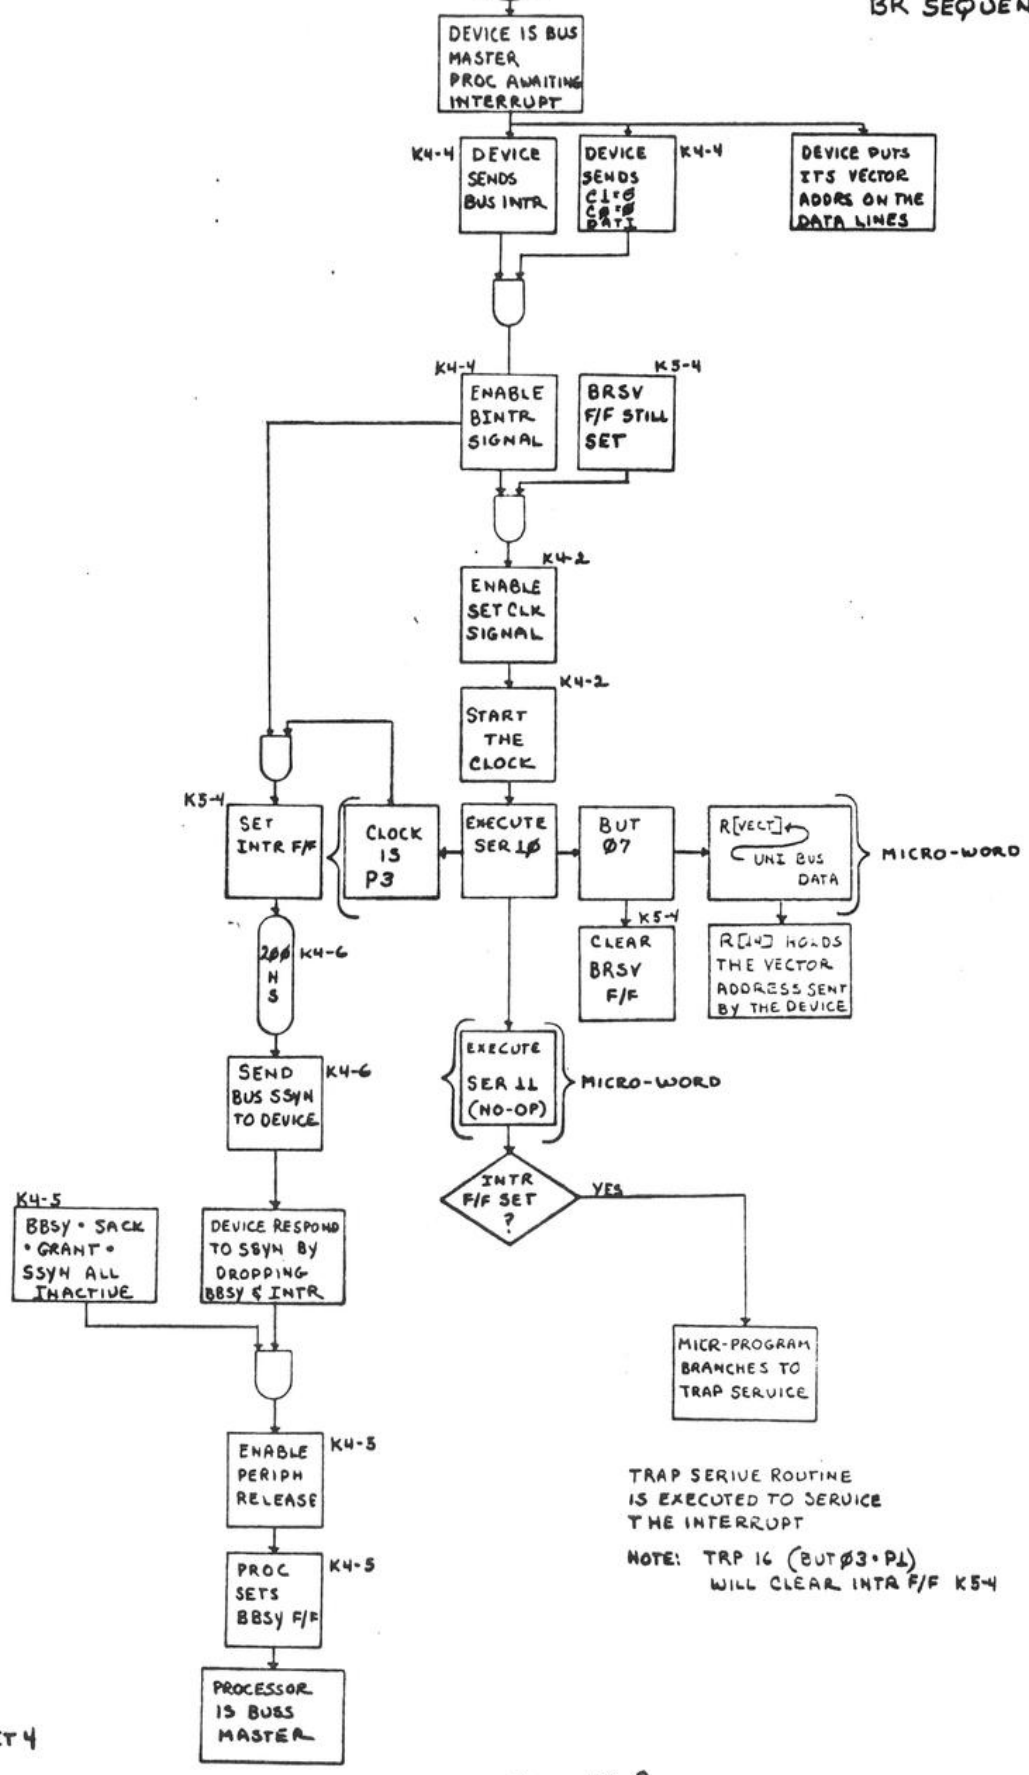 BR SEQUEN
DEVICE IS BUS
MASTER
PROC AWAITING
INTERRUPT
K4-4
DEVICE
SENDS
BUS INTR
DEVICE
SENDS
C1=0
C0=0
DATI
K4-4
DEVICE PUTS
ITS VECTOR
ADDRS ON THE
DATA LINES
K4-4
ENABLE
BINTR
SIGNAL
K5-4
BRSV
F/F STILL
SET
K4-2
ENABLE
SET CLK
SIGNAL
K4-2
START
THE
CLOCK
K5-4
SET
INTR F/F
CLOCK
IS
P3
EXECUTE
SER 10
BUT
07
R[VECT]
UNI BUS
DATA
MICRO-WORD
200
N
S
K4-6
K5-4
CLEAR
BRSV
F/F
R[14] HOLDS
THE VECTOR
ADDRESS SENT
BY THE DEVICE
SEND
BUS SSYN
TO DEVICE
K4-6
EXECUTE
SER 11
(NO-OP)
MICRO-WORD
INTR
F/F SET
?
YES
K4-5
BBSY • SACK
• GRANT •
SSYN ALL
INACTIVE
DEVICE RESPOND
TO SSYN BY
DROPPING
BBSY & INTR
MICR-PROGRAM
BRANCHES TO
TRAP SERVICE
ENABLE
PERIPH
RELEASE
K4-5
TRAP SERIVE ROUTINE
IS EXECUTED TO SERVICE
THE INTERRUPT
NOTE: TRP 16 (BUT Ø3 • P1)
WILL CLEAR INTR F/F K5-4
PROC
SETS
BBSY F/F
K4-5
PROCESSOR
IS BUSS
MASTER
ET 4